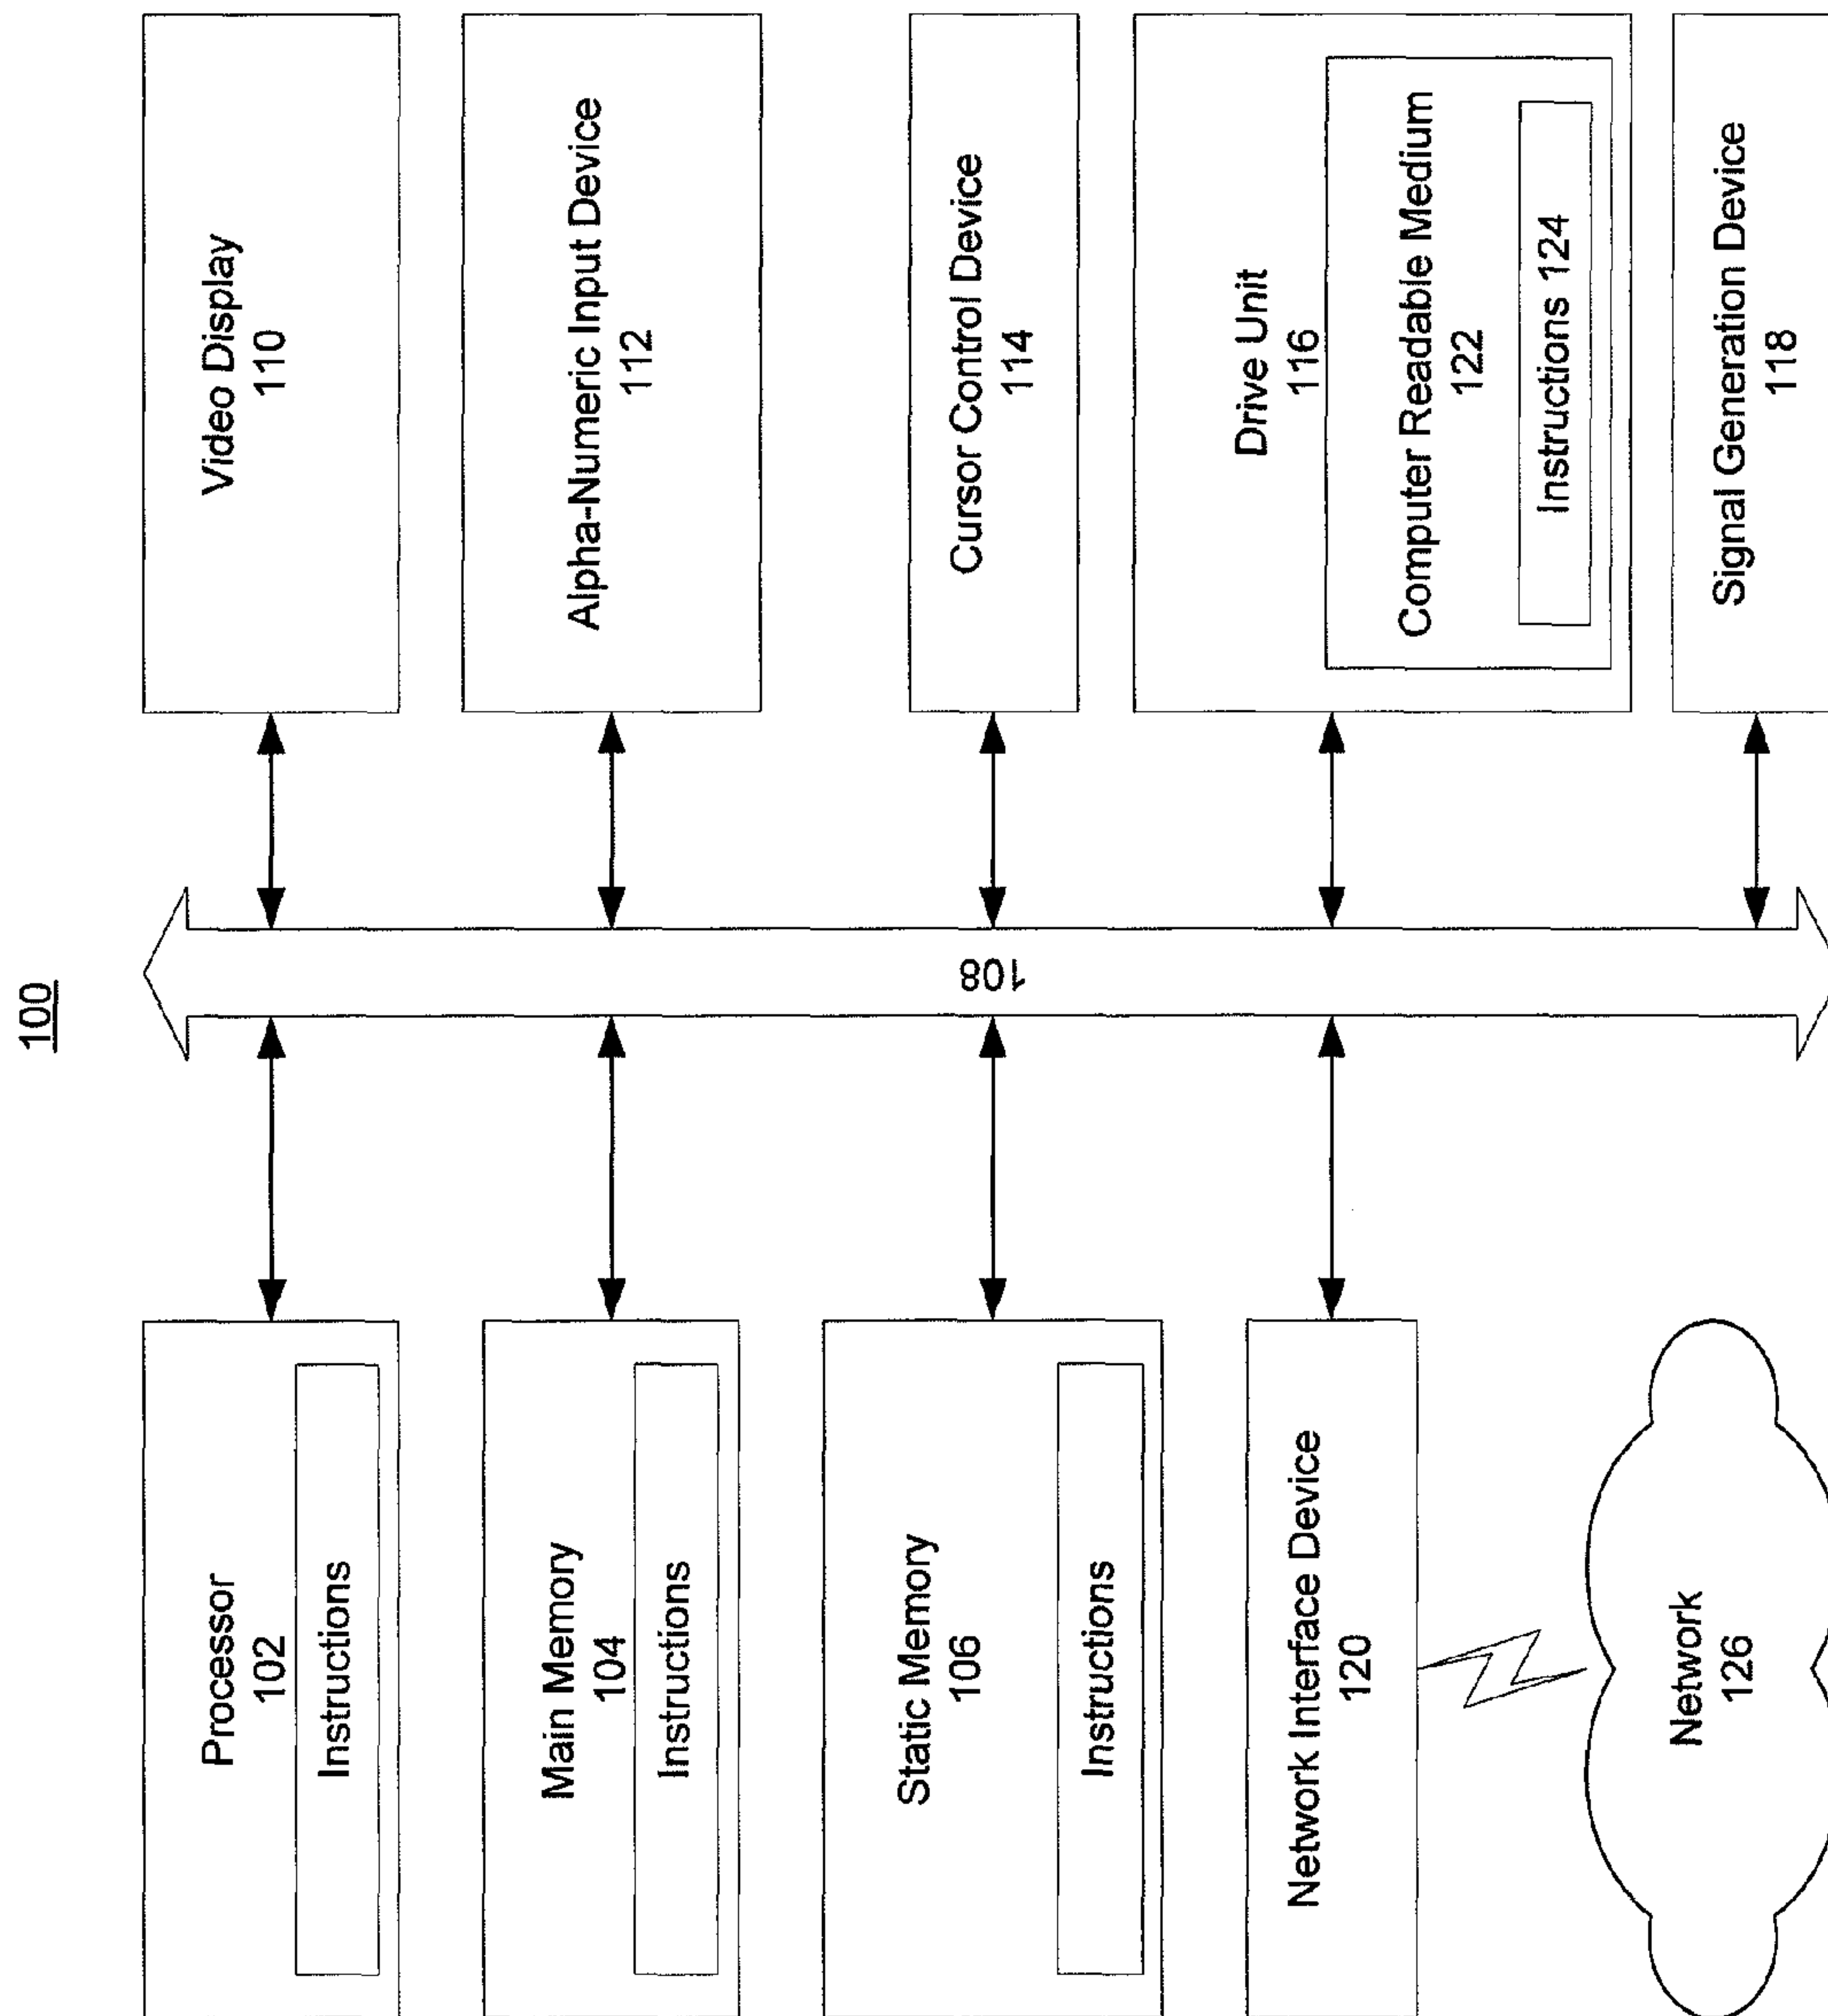 100
Processor
102
Instructions
Main Memory
104
Instructions
Static Memory
106
Instructions
Network Interface Device
120
Network
126
108
Video Display
110
Alpha-Numeric Input Device
112
Cursor Control Device
114
Drive Unit
116
Computer Readable Medium
122
Instructions 124
Signal Generation Device
118